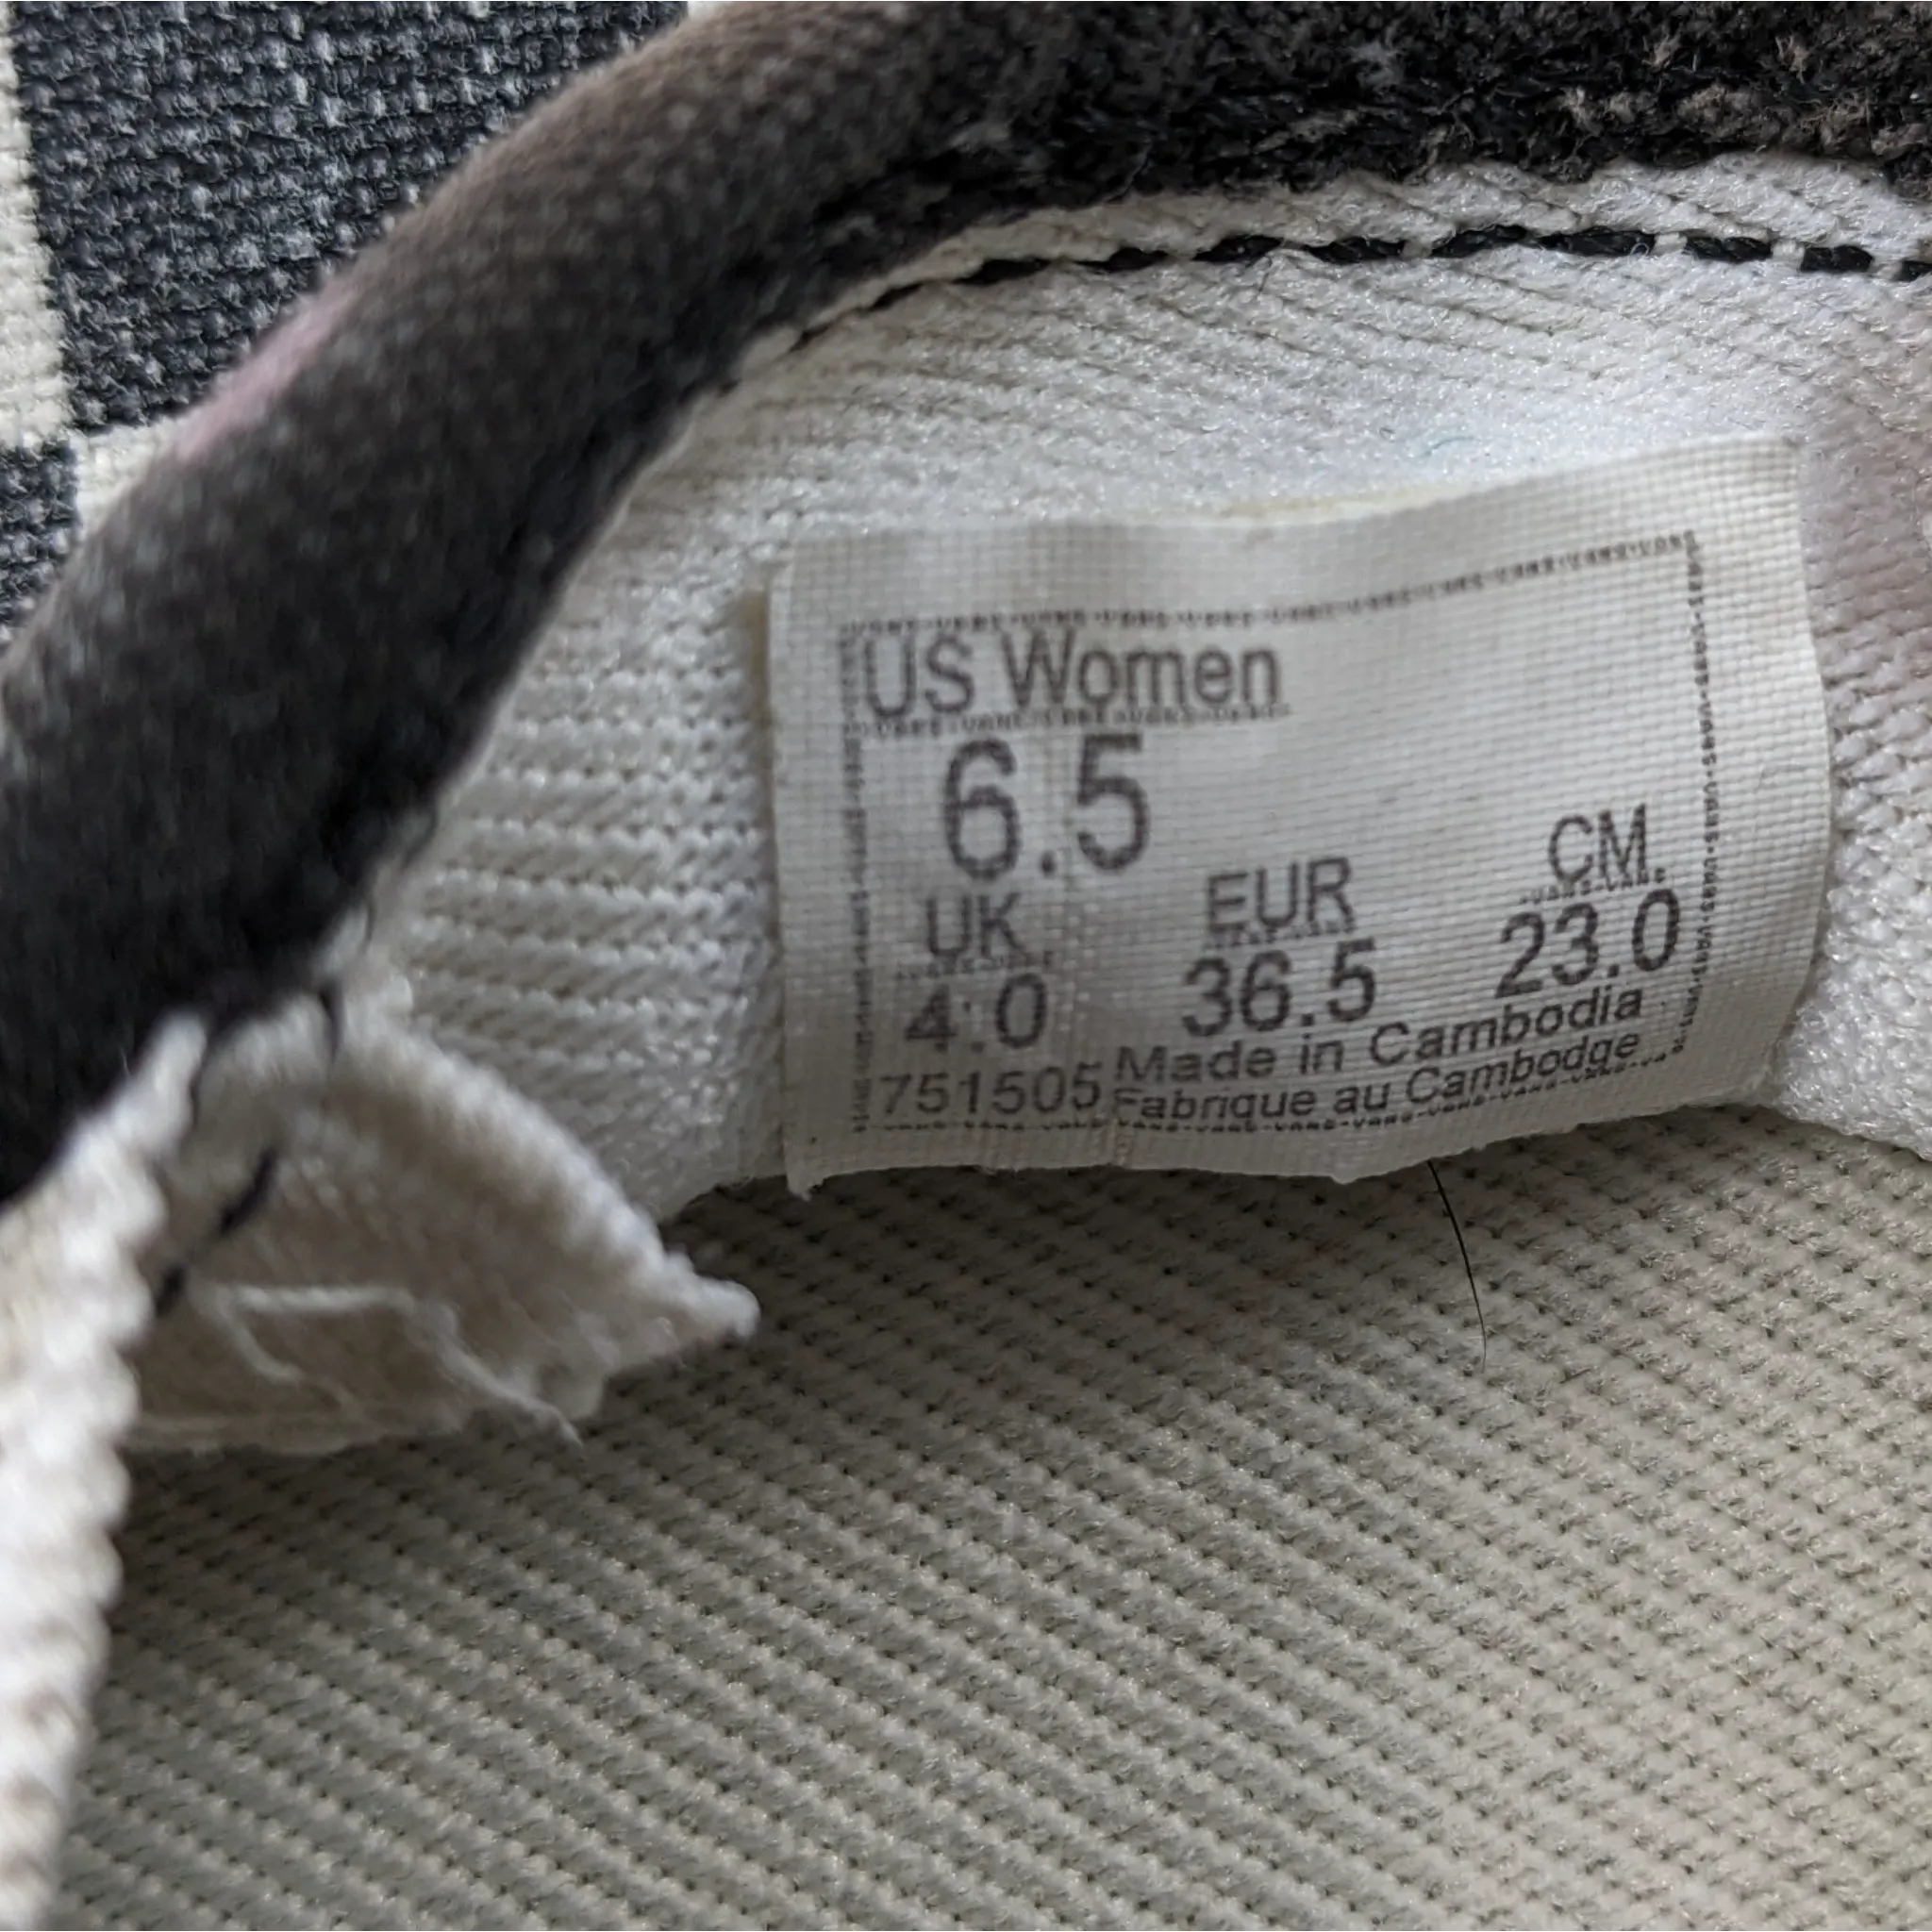 US Women
6.5
UK EUR CM
4.0 36.5 23.0
751505 Made in Cambodia
Fabrique au Cambodge